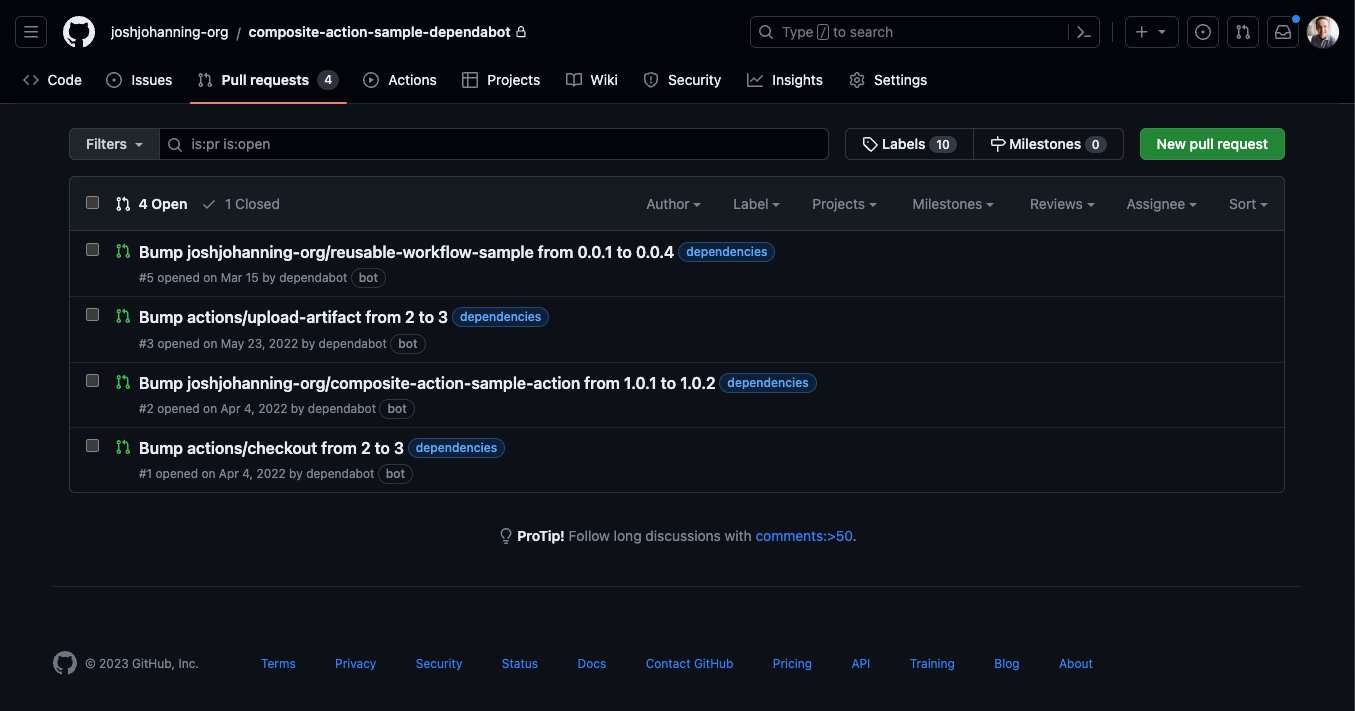 joshjohanning-org / composite-action-sample-dependabot
Type / to search
Code Issues Pull requests 4 Actions Projects Wiki Security Insights Settings
Filters is:pr is:open Labels 10 Milestones 0 New pull request
4 Open 1 Closed Author Label Projects Milestones Reviews Assignee Sort
Bump joshjohanning-org/reusable-workflow-sample from 0.0.1 to 0.0.4 dependencies
#5 opened on Mar 15 by dependabot bot
Bump actions/upload-artifact from 2 to 3 dependencies
#3 opened on May 23, 2022 by dependabot bot
Bump joshjohanning-org/composite-action-sample-action from 1.0.1 to 1.0.2 dependencies
#2 opened on Apr 4, 2022 by dependabot bot
Bump actions/checkout from 2 to 3 dependencies
#1 opened on Apr 4, 2022 by dependabot bot
ProTip! Follow long discussions with comments:>50.
© 2023 GitHub, Inc. Terms Privacy Security Status Docs Contact GitHub Pricing API Training Blog About